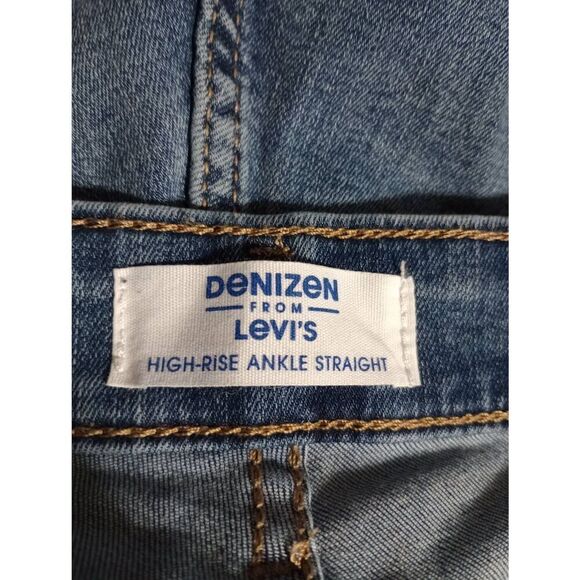 DeNiZeN
FROM
Levi's
HIGH-RiSE ANKLE STRAIGHT